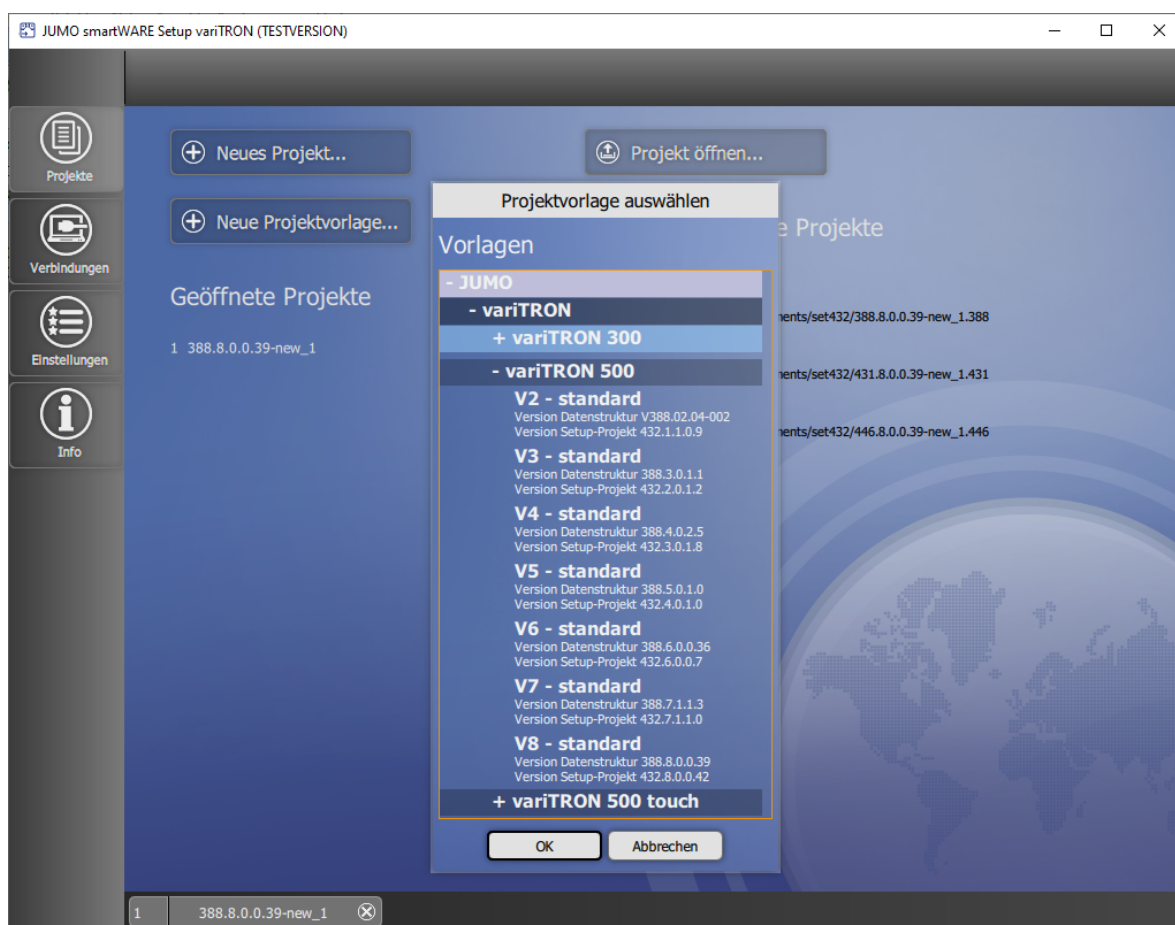 JUMO smartWARE Setup variTRON (TESTVERSION)
Projekte
Verbindungen
Einstellungen
Info
Neues Projekt...
Projekt öffnen...
Neue Projektvorlage...
Geöffnete Projekte
1 388.8.0.0.39-new_1
e Projekte
ments/set432/388.8.0.0.39-new_1.388
ments/set432/431.8.0.0.39-new_1.431
ments/set432/446.8.0.0.39-new_1.446
Projektvorlage auswählen
Vorlagen
- JUMO
- variTRON
+ variTRON 300
- variTRON 500
V2 - standard
Version Datenstruktur V388.02.04-002
Version Setup-Projekt 432.1.1.0.9
V3 - standard
Version Datenstruktur 388.3.0.1.1
Version Setup-Projekt 432.2.0.1.2
V4 - standard
Version Datenstruktur 388.4.0.2.5
Version Setup-Projekt 432.3.0.1.8
V5 - standard
Version Datenstruktur 388.5.0.1.0
Version Setup-Projekt 432.4.0.1.0
V6 - standard
Version Datenstruktur 388.6.0.0.36
Version Setup-Projekt 432.6.0.0.7
V7 - standard
Version Datenstruktur 388.7.1.1.3
Version Setup-Projekt 432.7.1.1.0
V8 - standard
Version Datenstruktur 388.8.0.0.39
Version Setup-Projekt 432.8.0.0.42
+ variTRON 500 touch
OK
Abbrechen
1 388.8.0.0.39-new_1